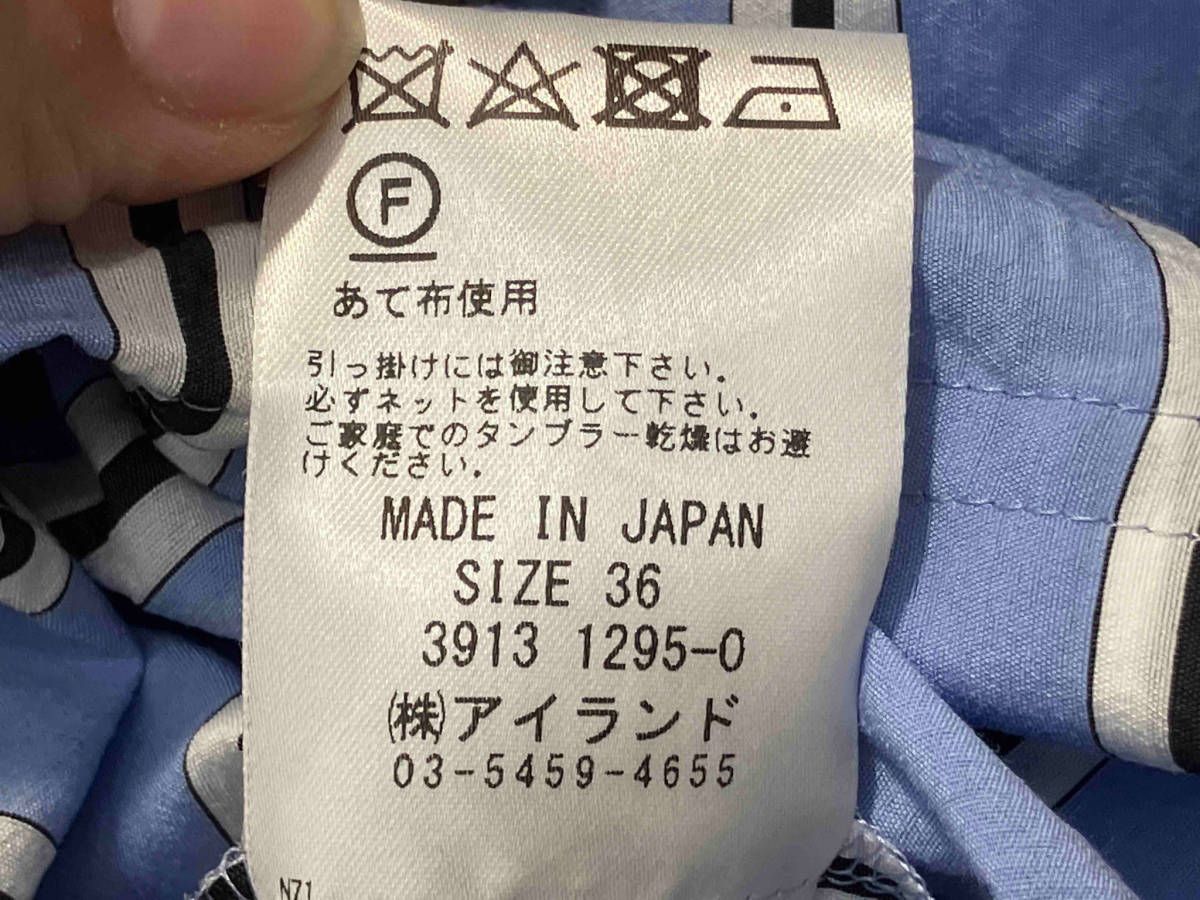 F
あて布使用
引っ掛けには御注意下さい.
必ずネットを使用して下さい.
ご家庭でのタンブラー乾燥はお避
けください.
MADE IN JAPAN
SIZE 36
3913 1295-0
(株)アイランド
03-5459-4655
N71